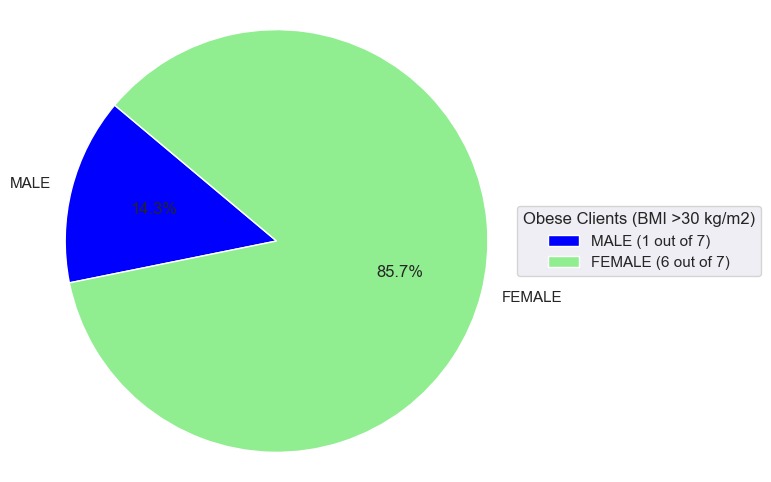 MALE
14.3%
85.7%
FEMALE
Obese Clients (BMI >30 kg/m2)
MALE (1 out of 7)
FEMALE (6 out of 7)